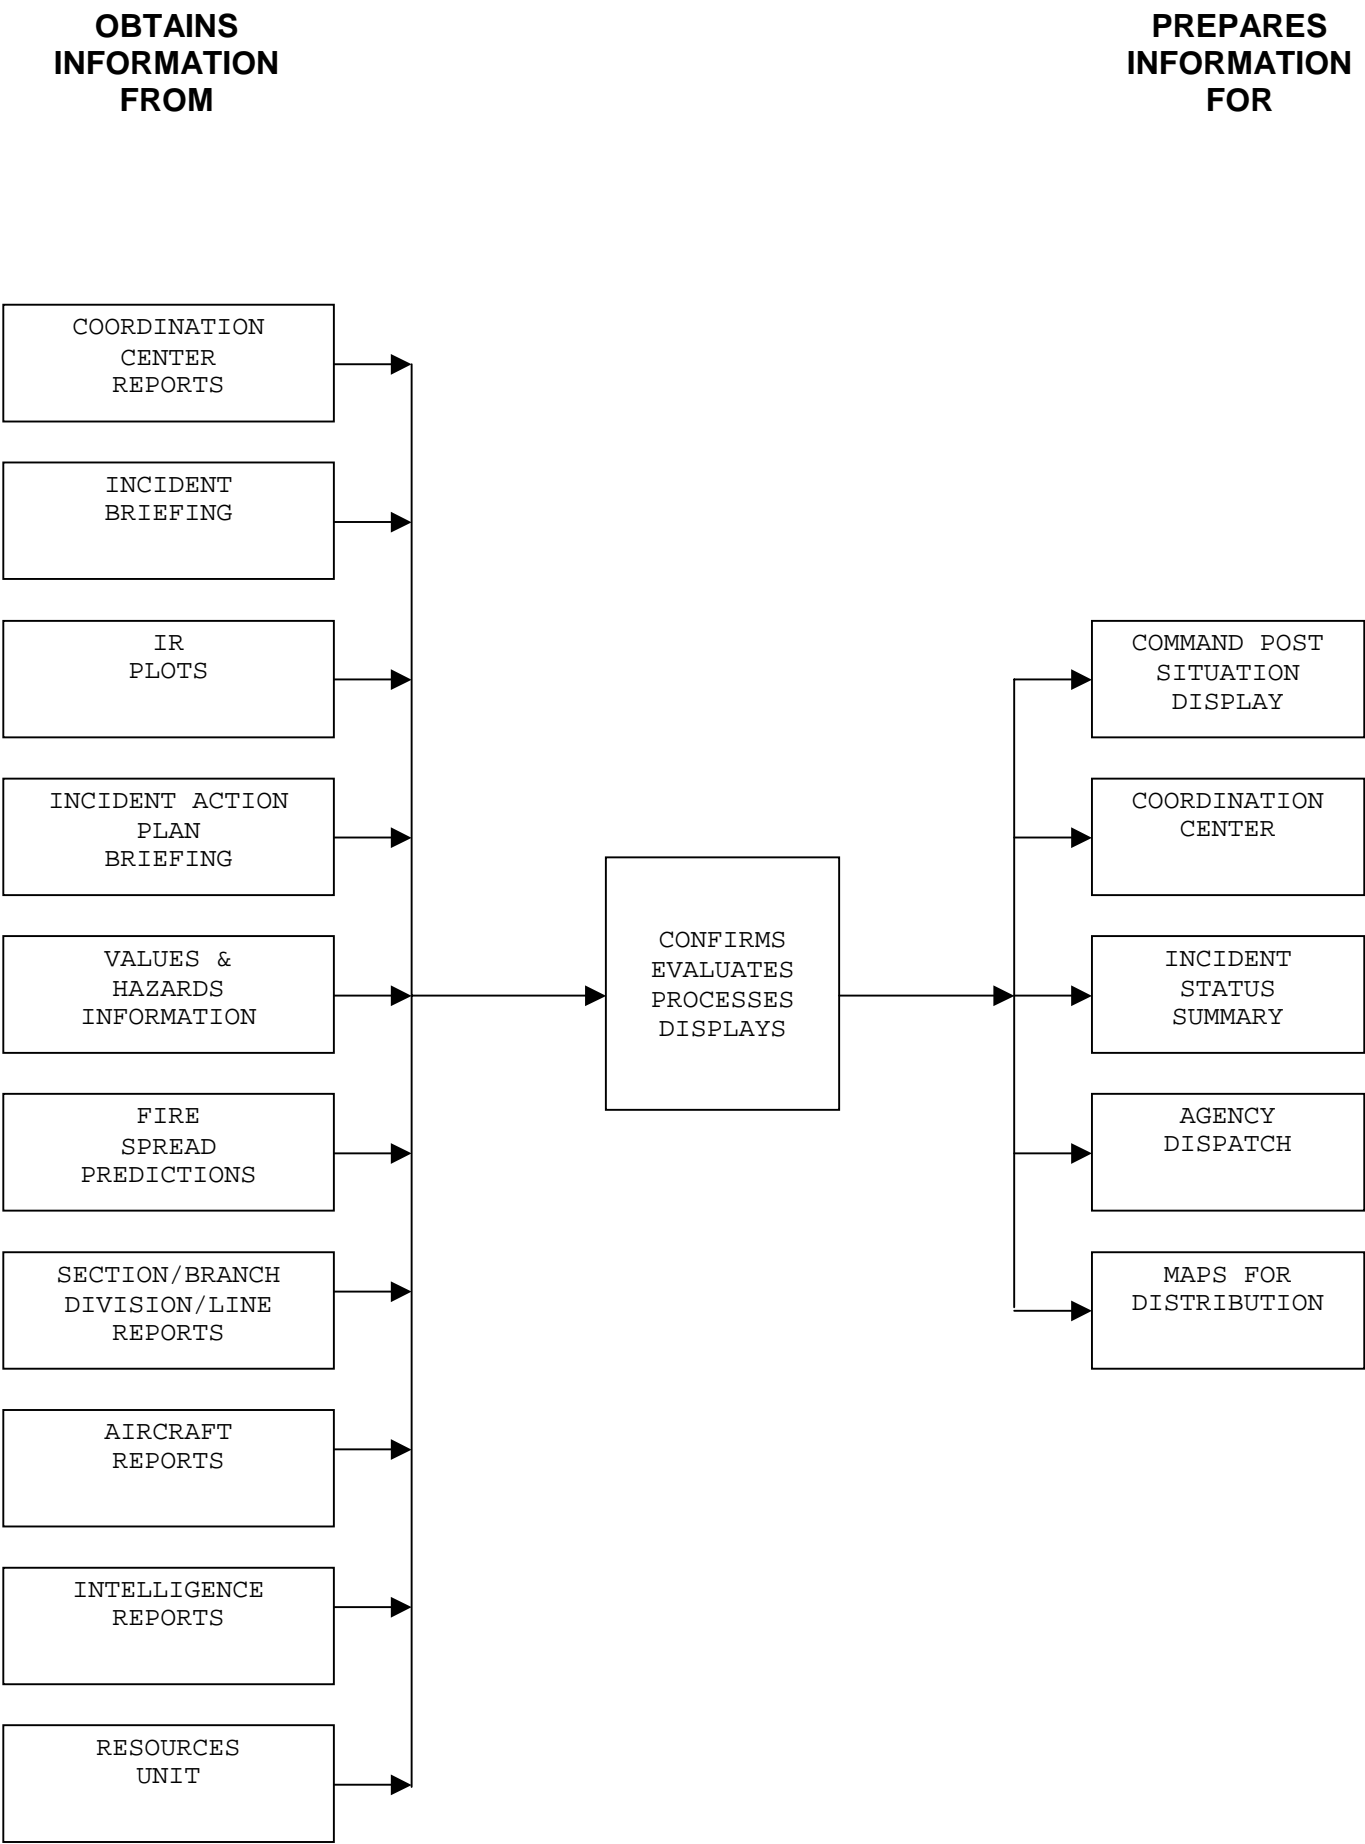 OBTAINS
INFORMATION
FROM
PREPARES
INFORMATION
FOR
COORDINATION
CENTER
REPORTS
INCIDENT
BRIEFING
IR
PLOTS
INCIDENT ACTION
PLAN
BRIEFING
VALUES &
HAZARDS
INFORMATION
FIRE
SPREAD
PREDICTIONS
SECTION/BRANCH
DIVISION/LINE
REPORTS
AIRCRAFT
REPORTS
INTELLIGENCE
REPORTS
RESOURCES
UNIT
CONFIRMS
EVALUATES
PROCESSES
DISPLAYS
COMMAND POST
SITUATION
DISPLAY
COORDINATION
CENTER
INCIDENT
STATUS
SUMMARY
AGENCY
DISPATCH
MAPS FOR
DISTRIBUTION